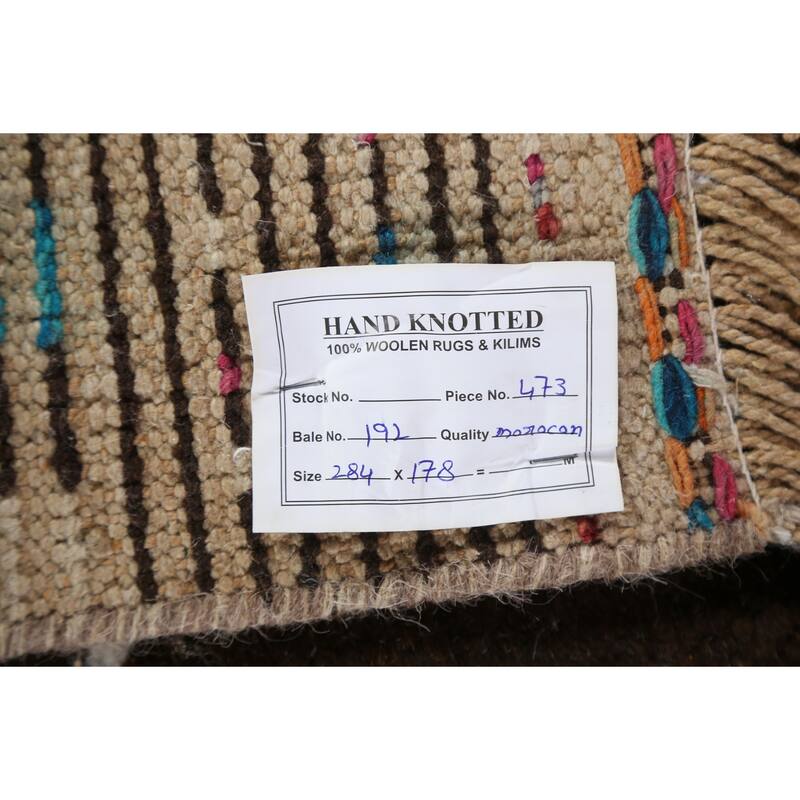 HAND KNOTTED
100% WOOLEN RUGS & KILIMS
Stock No. Piece No. 473
Bale No. 192 Quality morocan
Size 284 X 178 = M